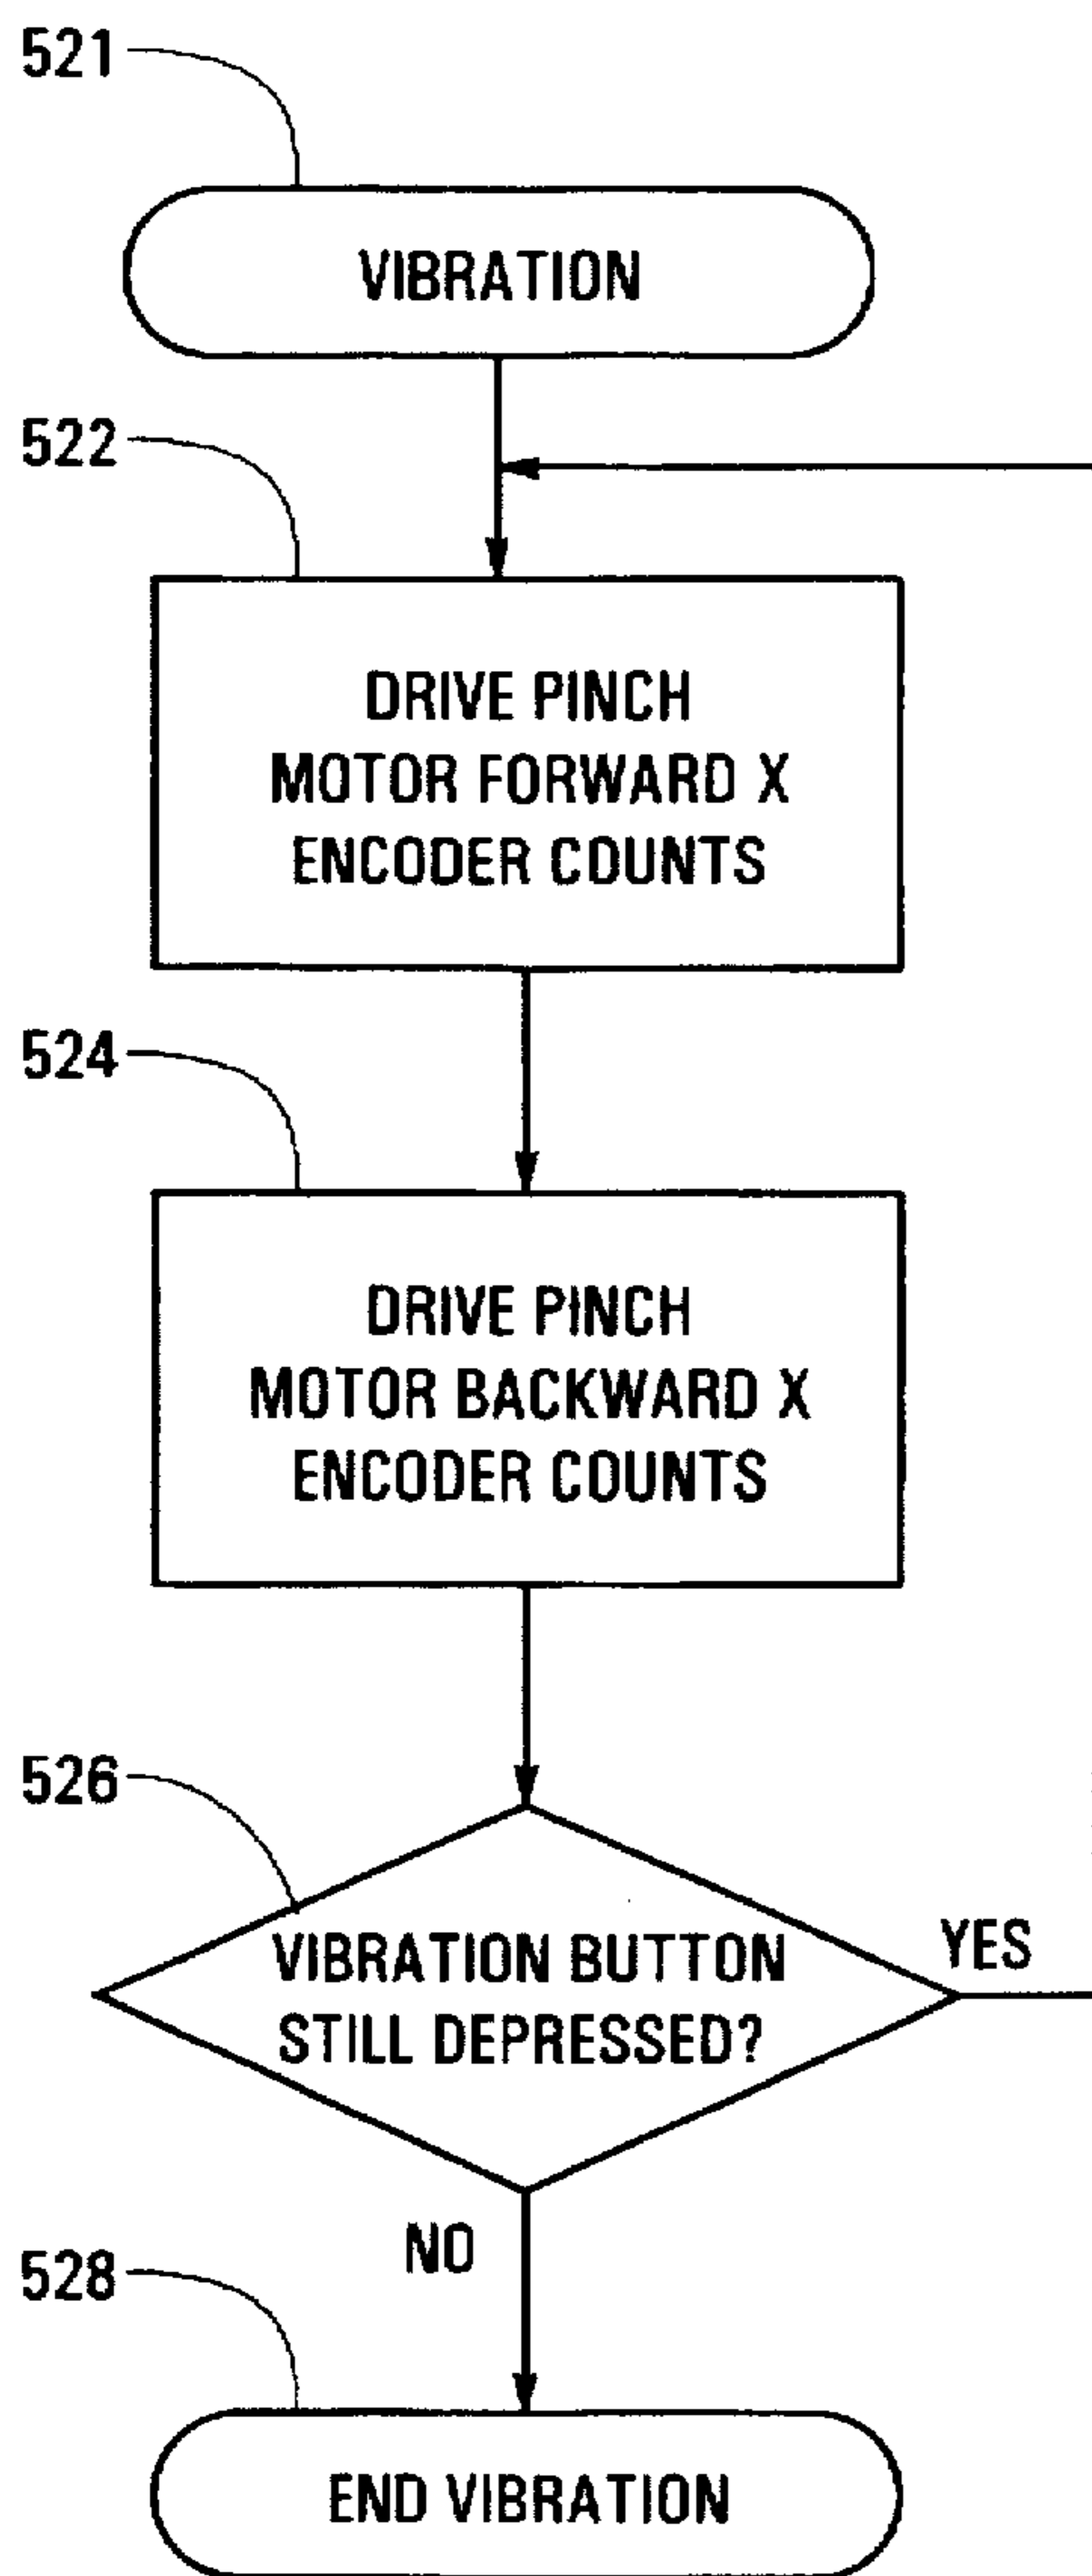 521
VIBRATION
522
DRIVE PINCH
MOTOR FORWARD X
ENCODER COUNTS
524
DRIVE PINCH
MOTOR BACKWARD X
ENCODER COUNTS
526
VIBRATION BUTTON
STILL DEPRESSED?
YES
NO
528
END VIBRATION